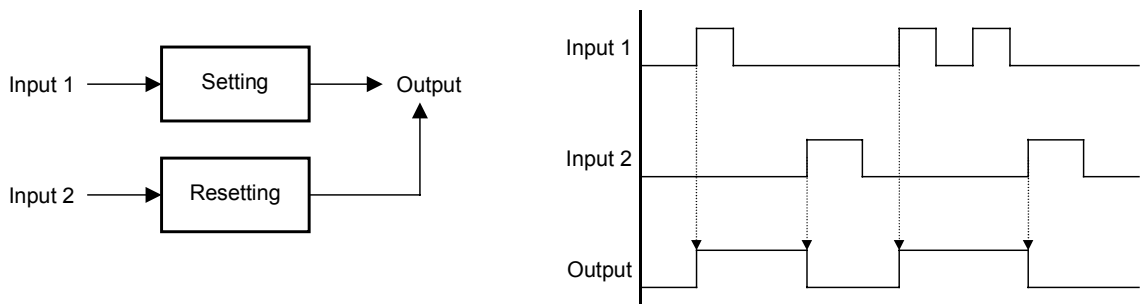 Input 1
Setting
Output
Input 2
Resetting
Input 1
Input 2
Output